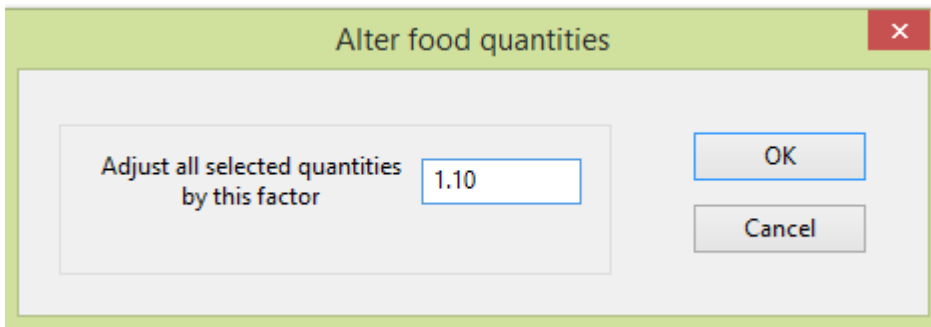 Alter food quantities
×
Adjust all selected quantities
by this factor
1.10
OK
Cancel